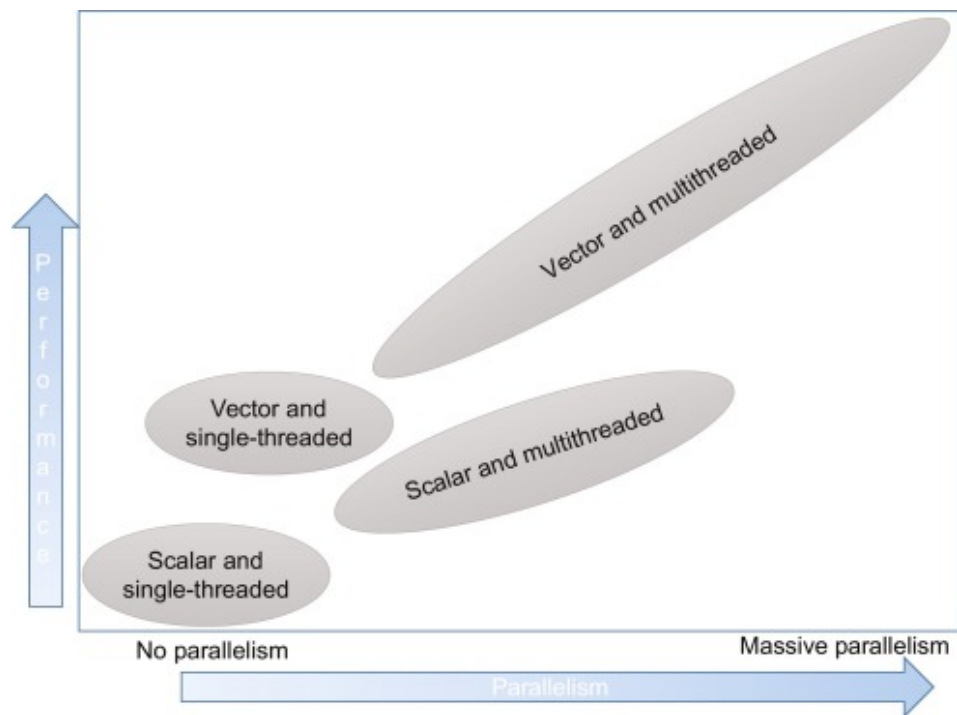 Vector and multithreaded
Performance
Vector and
single-threaded
Scalar and multithreaded
Scalar and
single-threaded
No parallelism
Massive parallelism
Parallelism